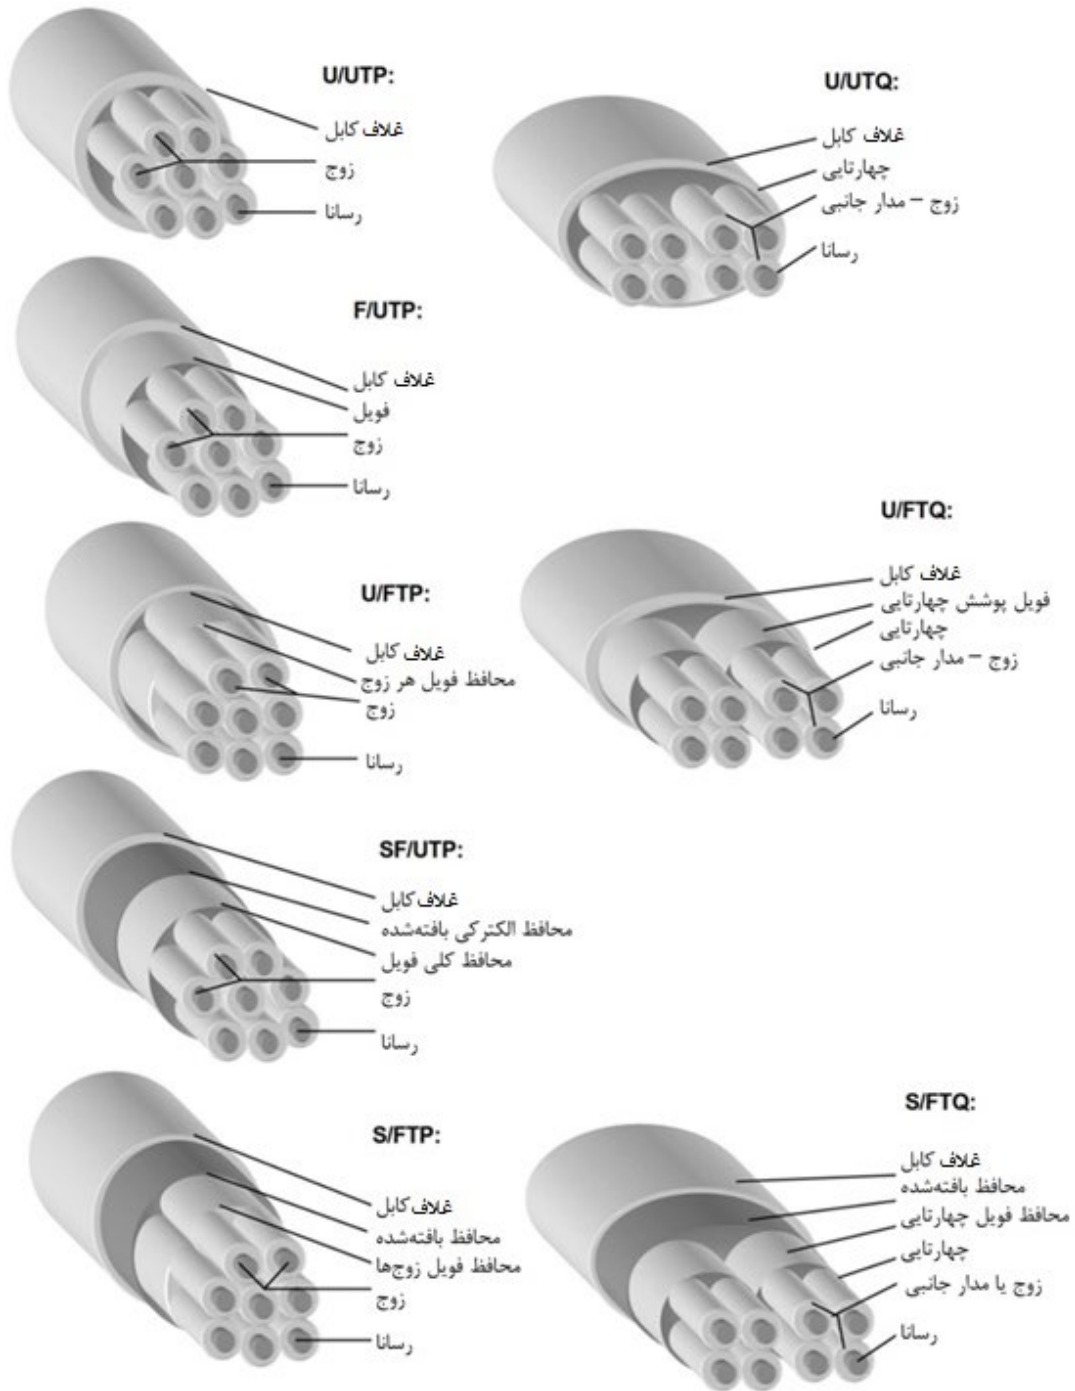 U/UTP:
غلاف کابل
زوج
رسانا
U/UTQ:
غلاف کابل
چهارتایی
زوج – مدار جانبی
رسانا
F/UTP:
غلاف کابل
فویل
زوج
رسانا
U/FTP:
غلاف کابل
محافظ فویل هر زوج
زوج
رسانا
U/FTQ:
غلاف کابل
فویل پوشش چهارتایی
چهارتایی
زوج – مدار جانبی
رسانا
SF/UTP:
غلاف کابل
محافظ الکترکی بافته‌شده
محافظ کلی فویل
زوج
رسانا
S/FTP:
غلاف کابل
محافظ بافته‌شده
محافظ فویل زوج‌ها
زوج
رسانا
S/FTQ:
غلاف کابل
محافظ بافته‌شده
محافظ فویل چهارتایی
چهارتایی
زوج یا مدار جانبی
رسانا